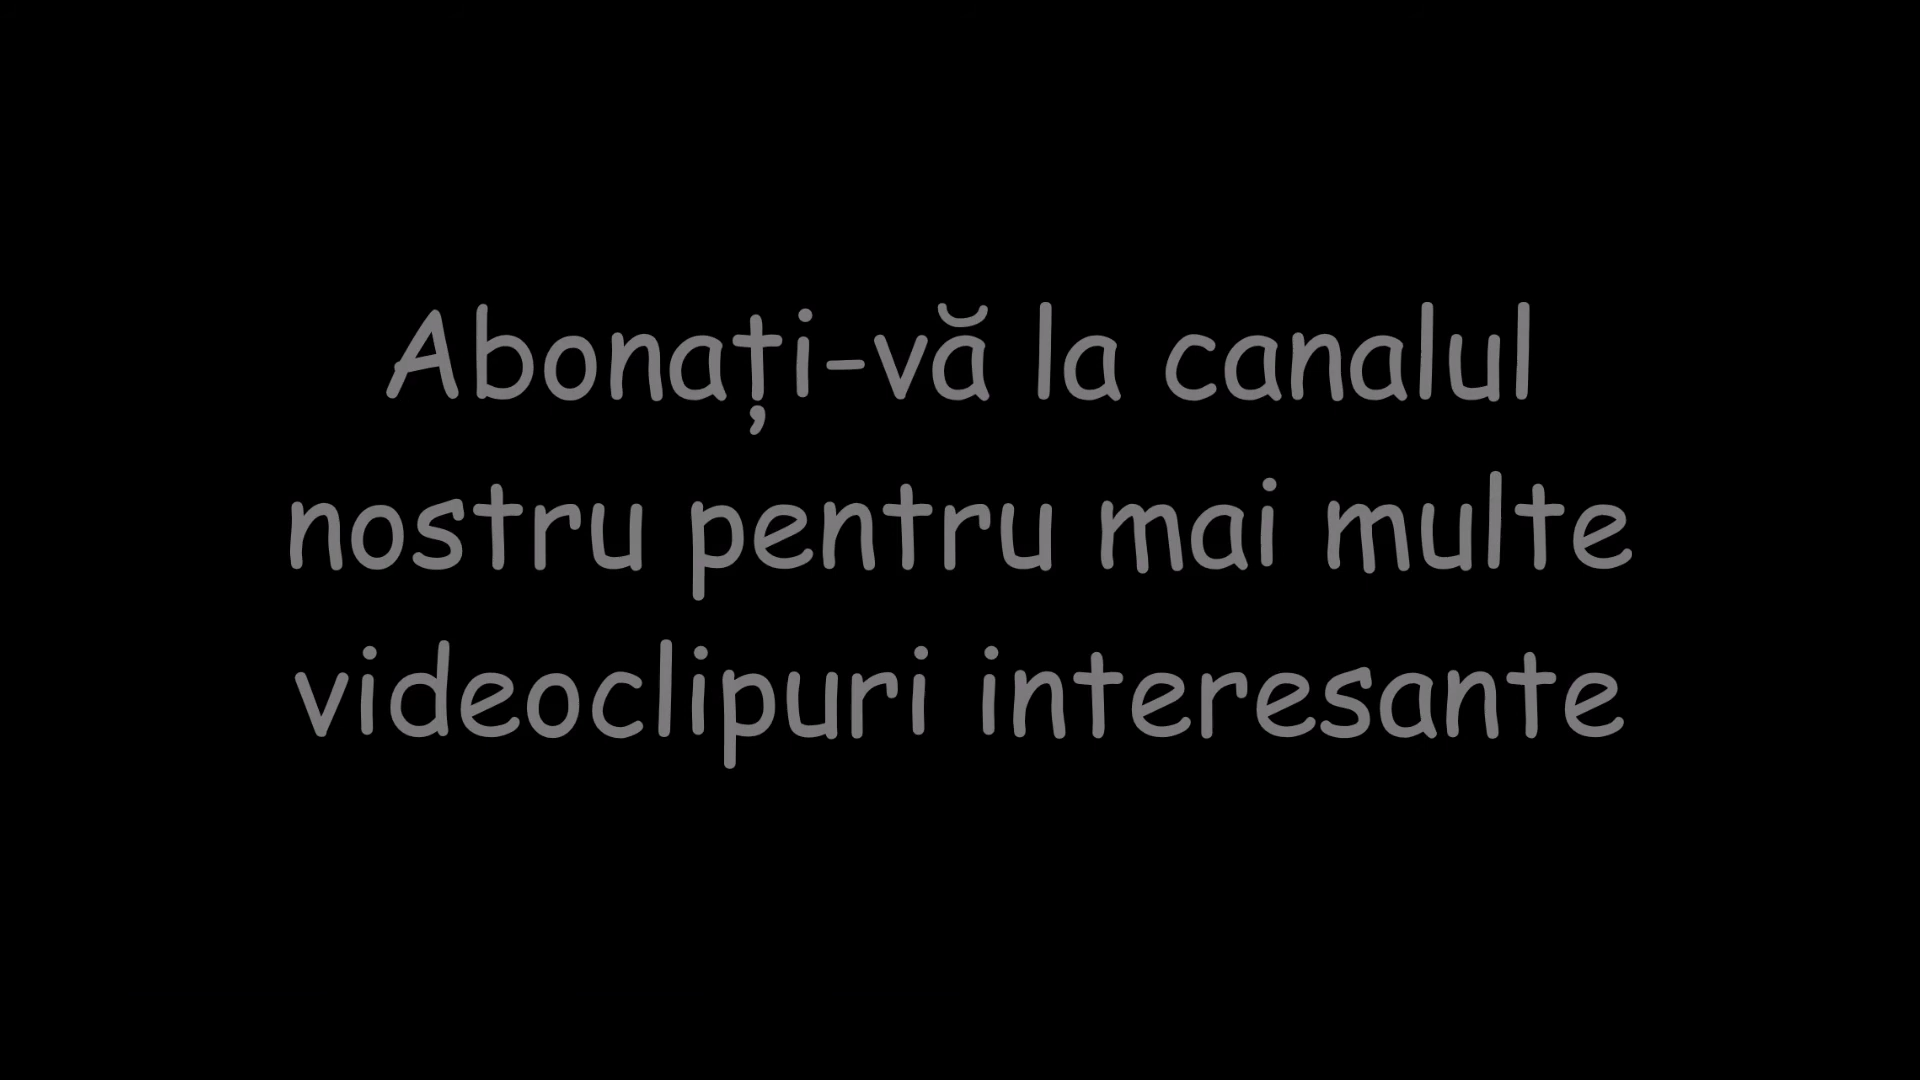 Abonați-vă la canalul
nostru pentru mai multe
videoclipuri interesante